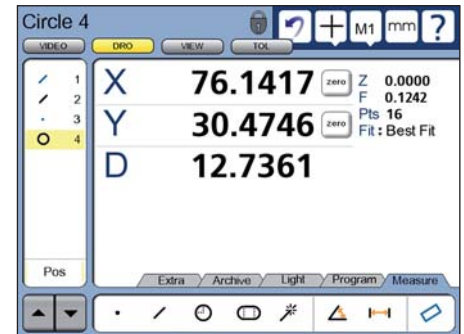 Circle 4
M1 mm ?
VIDEO DRO VIEW TOL
1
2
3
4
X 76.1417 zero
Y 30.4746 zero
D 12.7361
Z 0.0000
F 0.1242
Pts 16
Fit : Best Fit
Pos
Extra Archive Light Program Measure